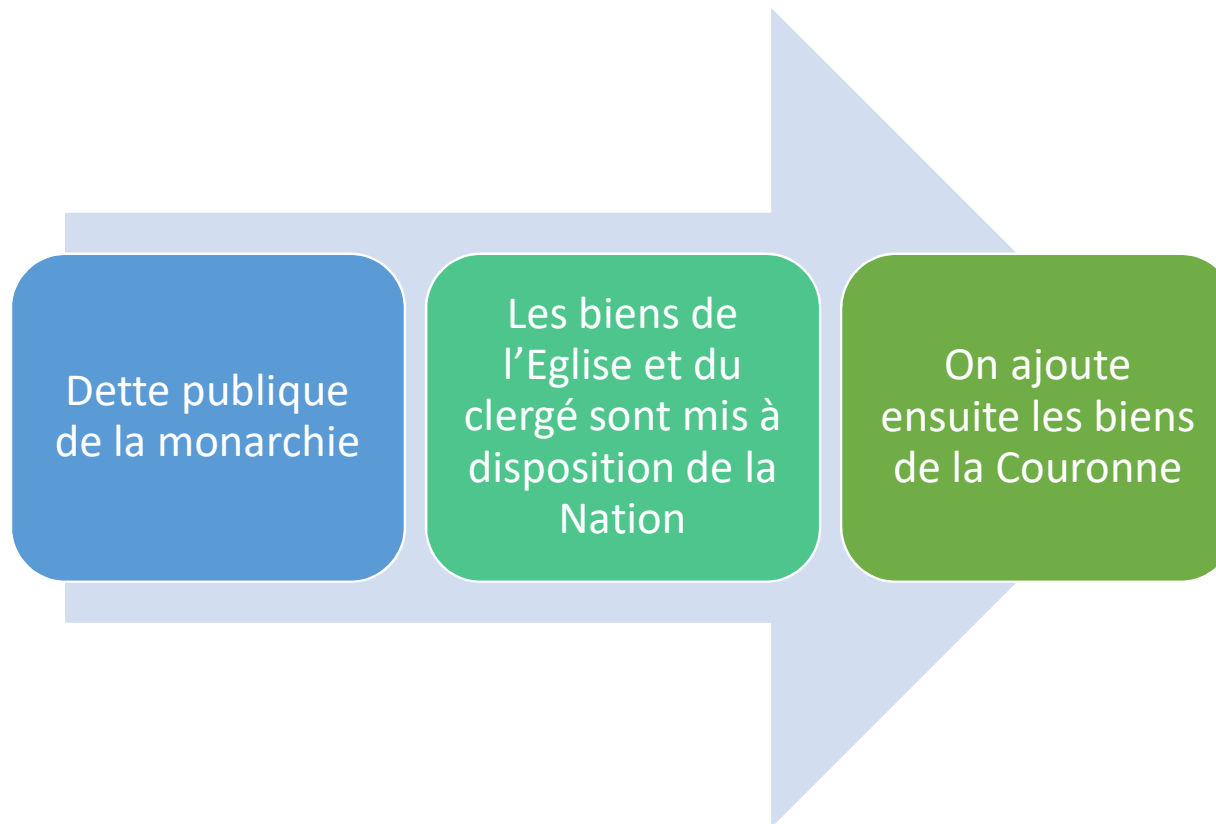 Dette publique
de la monarchie
Les biens de
l’Eglise et du
clergé sont mis à
disposition de la
Nation
On ajoute
ensuite les biens
de la Couronne